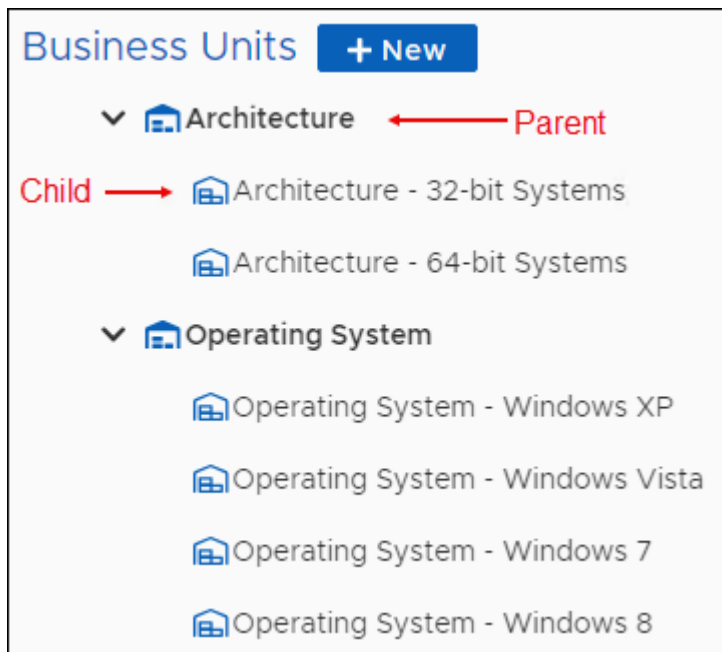 Business Units + New
Architecture Parent
Child Architecture - 32-bit Systems
Architecture - 64-bit Systems
Operating System
Operating System - Windows XP
Operating System - Windows Vista
Operating System - Windows 7
Operating System - Windows 8